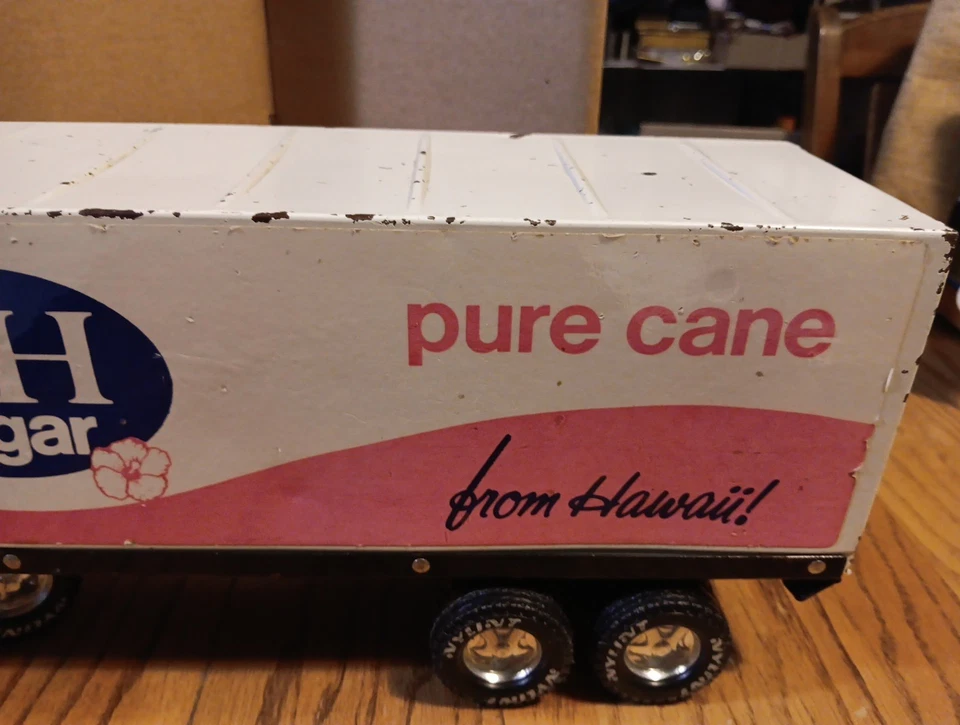 H
gar
pure cane
from Hawaii!